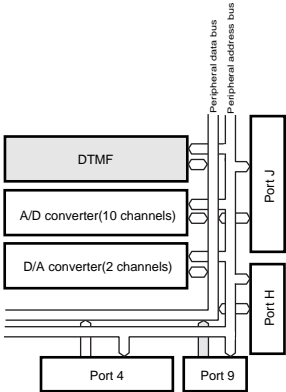 Peripheral data bus
Peripheral address bus
DTMF
A/D converter(10 channels)
D/A converter(2 channels)
Port J
Port H
Port 4
Port 9